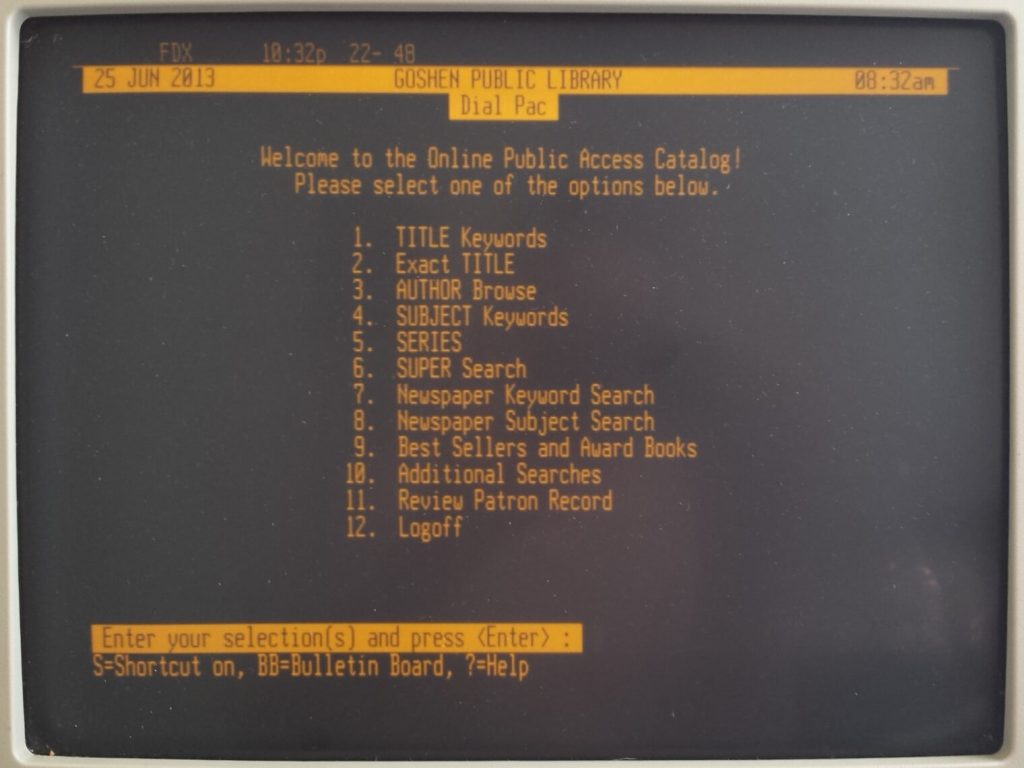 FDX 10:32p 22- 48
25 JUN 2013 GOSHEN PUBLIC LIBRARY 08:32am
Dial Pac
Welcome to the Online Public Access Catalog!
Please select one of the options below.
1. TITLE Keywords
2. Exact TITLE
3. AUTHOR Browse
4. SUBJECT Keywords
5. SERIES
6. SUPER Search
7. Newspaper Keyword Search
8. Newspaper Subject Search
9. Best Sellers and Award Books
10. Additional Searches
11. Review Patron Record
12. Logoff
Enter your selection(s) and press <Enter> :
S=Shortcut on, BB=Bulletin Board, ?=Help